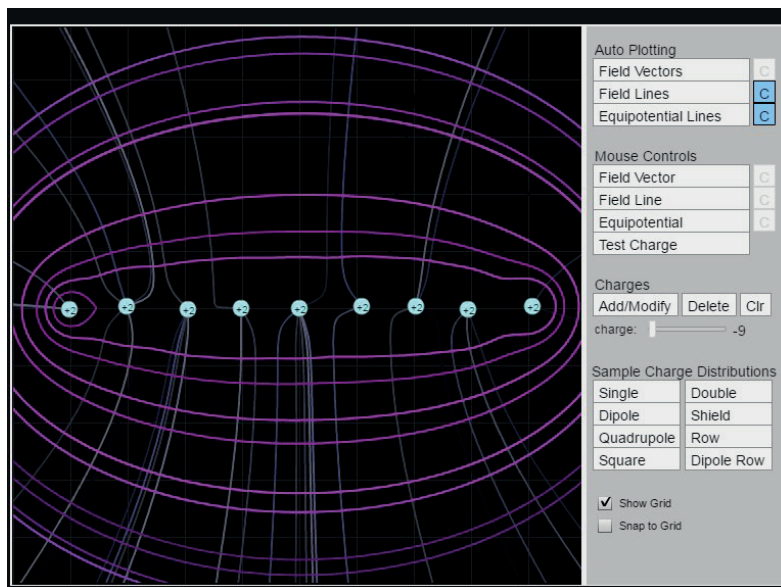 Auto Plotting
Field Vectors C
Field Lines C
Equipotential Lines C
Mouse Controls
Field Vector C
Field Line C
Equipotential C
Test Charge
Charges
Add/Modify Delete Clr
charge: -9
Sample Charge Distributions
Single Double
Dipole Shield
Quadrupole Row
Square Dipole Row
Show Grid
Snap to Grid
+2 +2 +2 +2 +2 +2 +2 +2 +2